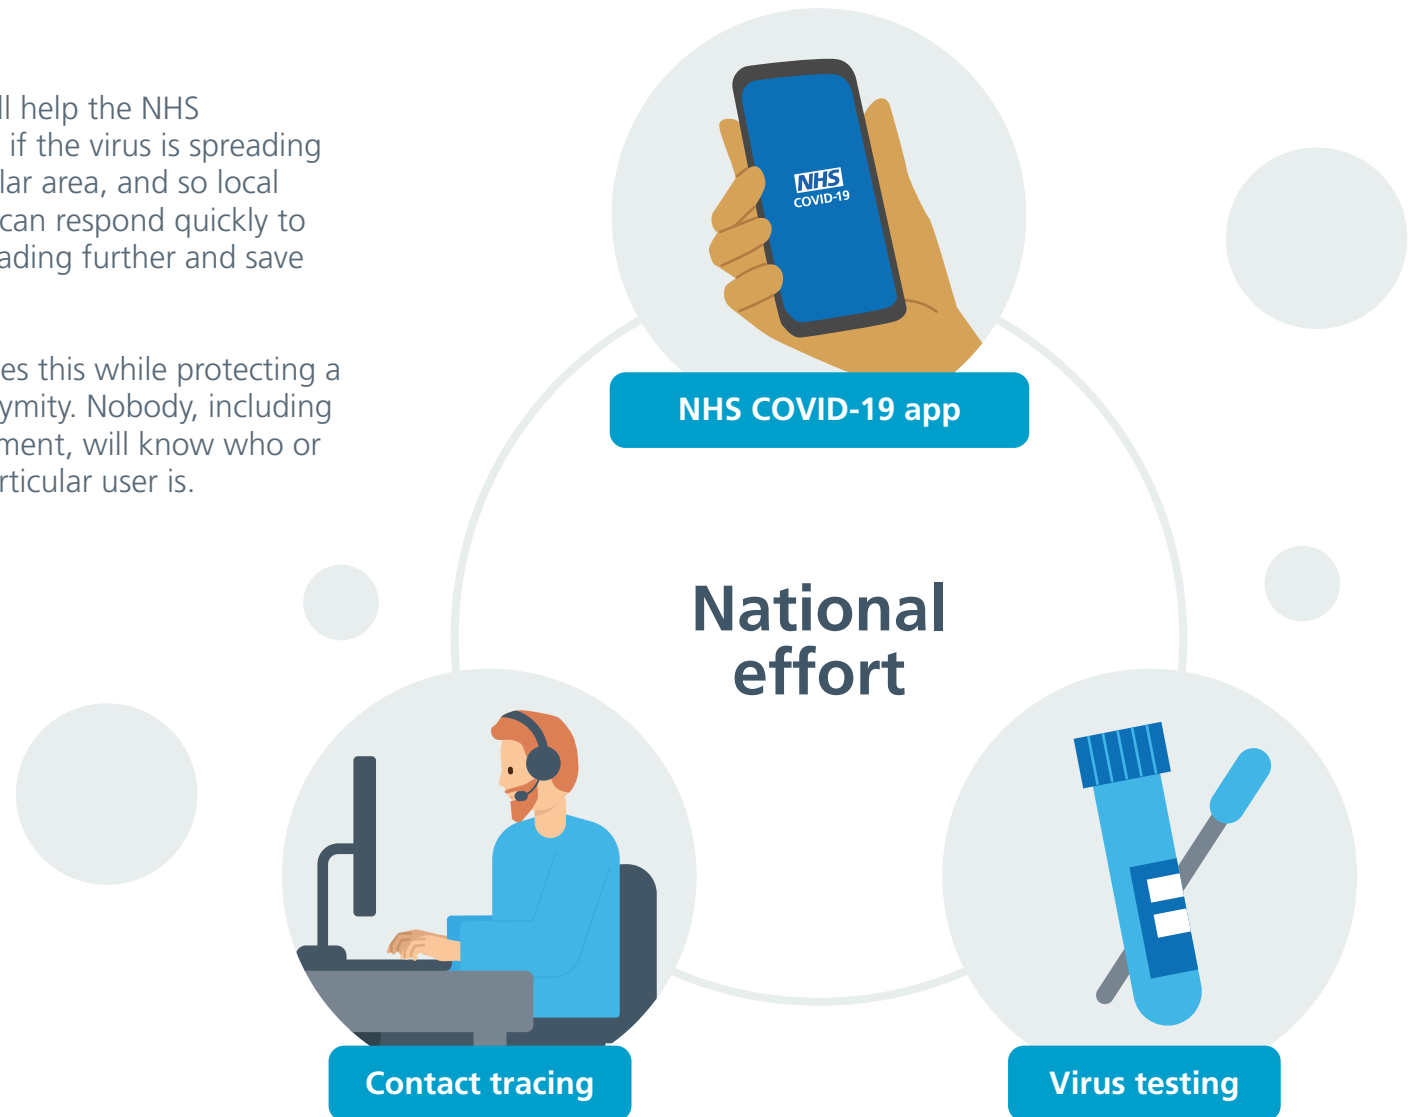 ll help the NHS
if the virus is spreading
lar area, and so local
can respond quickly to
ading further and save
es this while protecting a
ymity. Nobody, including
ment, will know who or
rticular user is.
NHS
COVID-19
NHS COVID-19 app
National
effort
Contact tracing
Virus testing